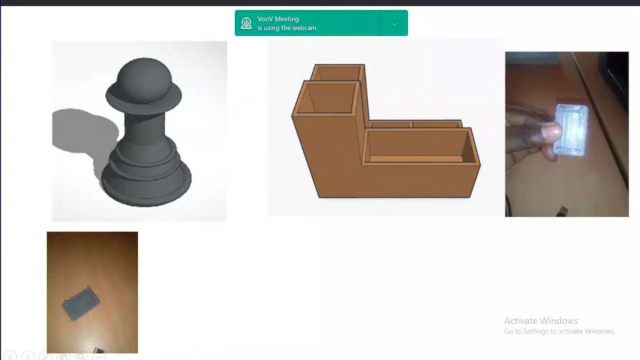 VooV Meeting
is using the webcam
Activate Windows
Go to Settings to activate Windows.